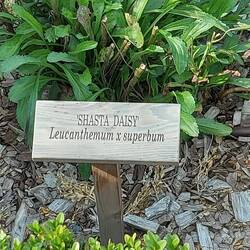 'SHASTA DAISY'
Leucanthemum x superbum